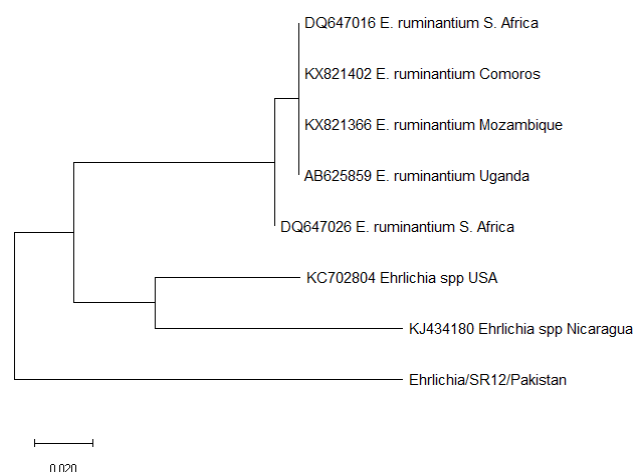 DQ647016 E. ruminantium S. Africa
KX821402 E. ruminantium Comoros
KX821366 E. ruminantium Mozambique
AB625859 E. ruminantium Uganda
DQ647026 E. ruminantium S. Africa
KC702804 Ehrlichia spp USA
KJ434180 Ehrlichia spp Nicaragua
Ehrlichia/SR12/Pakistan
0.020